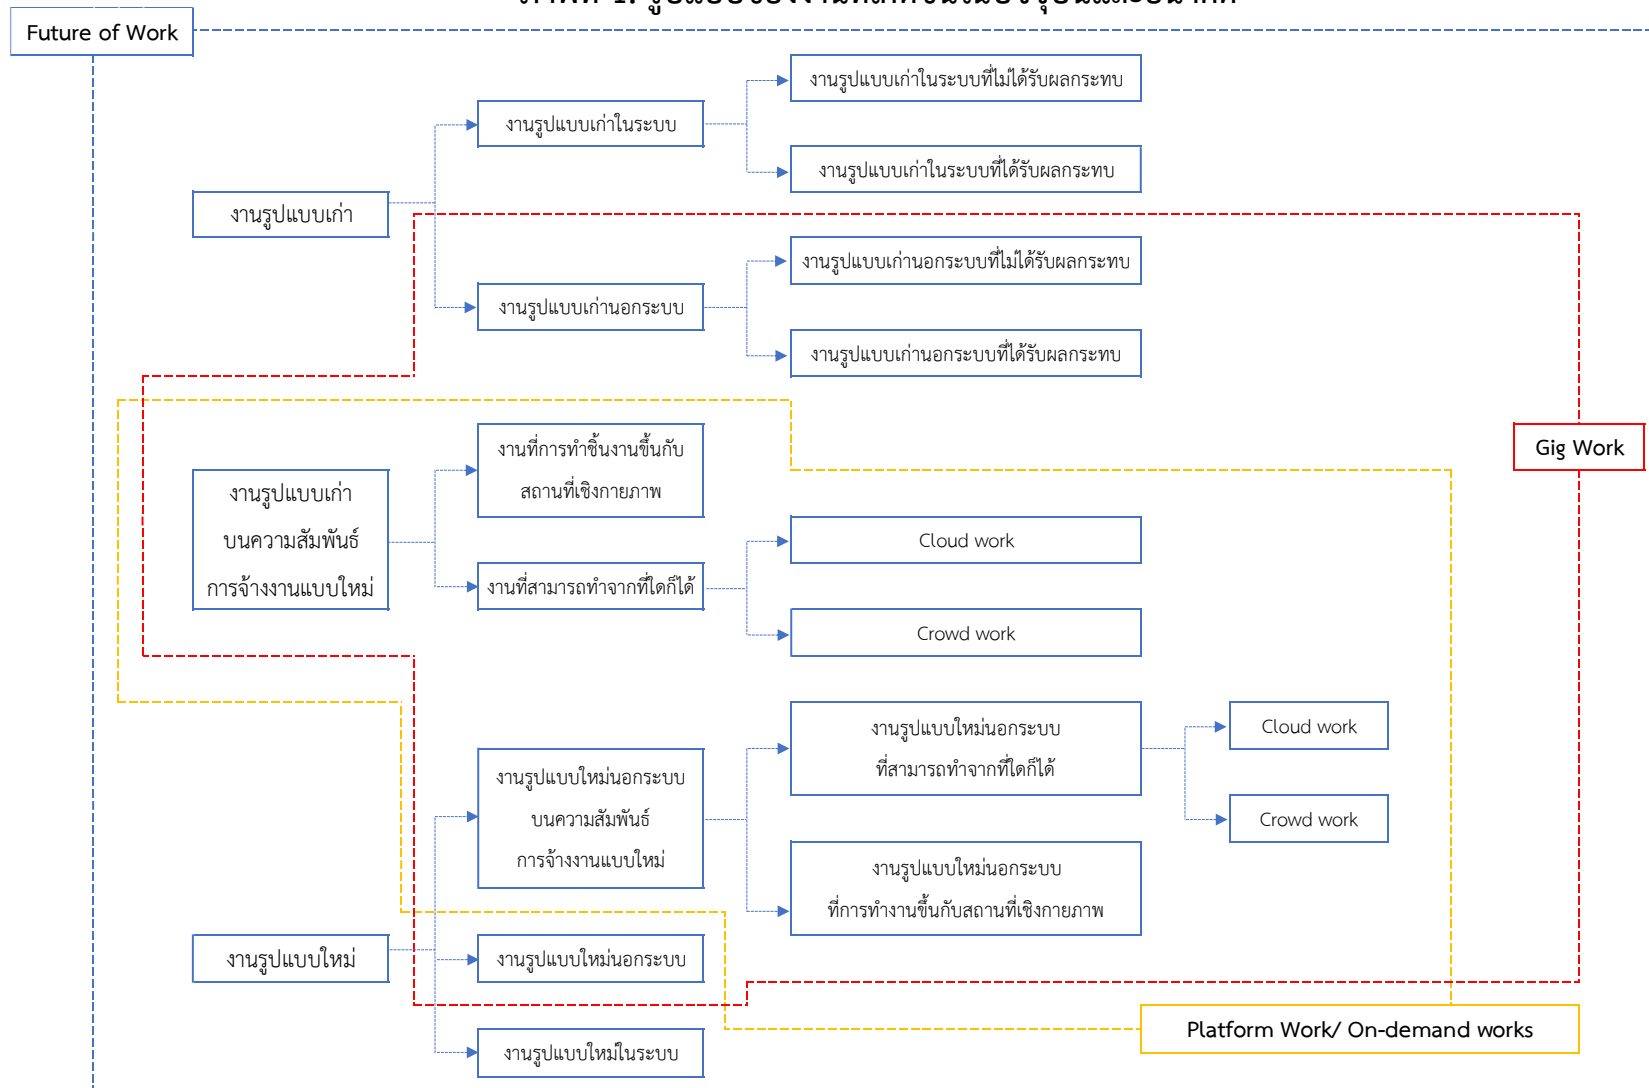 Future of Work
งานรูปแบบเก่าในระบบที่ไม่ได้รับผลกระทบ
งานรูปแบบเก่าในระบบ
งานรูปแบบเก่าในระบบที่ได้รับผลกระทบ
งานรูปแบบเก่า
งานรูปแบบเก่านอกระบบที่ไม่ได้รับผลกระทบ
งานรูปแบบเก่านอกระบบ
งานรูปแบบเก่านอกระบบที่ได้รับผลกระทบ
Gig Work
งานที่การทำชิ้นงานขึ้นกับ
สถานที่เชิงกายภาพ
งานรูปแบบเก่า
บนความสัมพันธ์
การจ้างงานแบบใหม่
Cloud work
งานที่สามารถทำจากที่ใดก็ได้
Crowd work
งานรูปแบบใหม่นอกระบบ
ที่สามารถทำจากที่ใดก็ได้
Cloud work
Crowd work
งานรูปแบบใหม่นอกระบบ
บนความสัมพันธ์
การจ้างงานแบบใหม่
งานรูปแบบใหม่นอกระบบ
ที่การทำงานขึ้นกับสถานที่เชิงกายภาพ
งานรูปแบบใหม่
งานรูปแบบใหม่นอกระบบ
Platform Work/ On-demand works
งานรูปแบบใหม่ในระบบ